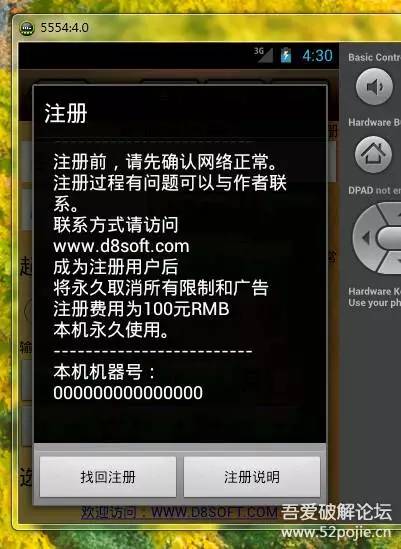 5554:4.0
3G
4:30
Basic Contro
注册
注册前，请先确认网络正常。
注册过程有问题可以与作者联
系。
联系方式请访问
www.d8soft.com
成为注册用户后
将永久取消所有限制和广告
注册费用为100元RMB
本机永久使用。
-------------------------
本机机器号：
000000000000000
找回注册
注册说明
欢迎访问：WWW.D8SOFT.COM
Hardware Bu
DPAD not en
Hardware Ke
Use your phy
吾爱破解论坛
www.52pojie.cn